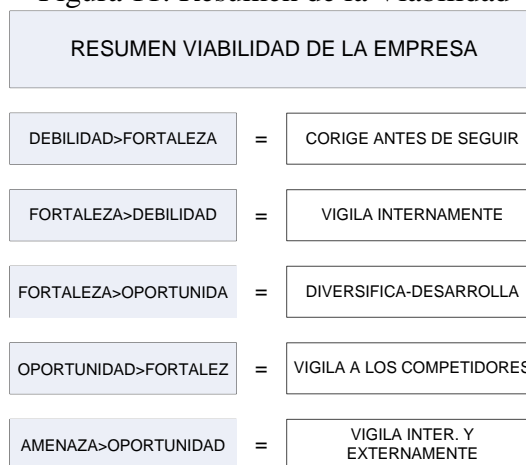 Figura 11. Resumen de la Viabilidad
RESUMEN VIABILIDAD DE LA EMPRESA
DEBILIDAD>FORTALEZA = CORIGE ANTES DE SEGUIR
FORTALEZA>DEBILIDAD = VIGILA INTERNAMENTE
FORTALEZA>OPORTUNIDA = DIVERSIFICA-DESARROLLA
OPORTUNIDAD>FORTALEZ = VIGILA A LOS COMPETIDORES
AMENAZA>OPORTUNIDAD = VIGILA INTER. Y
EXTERNAMENTE